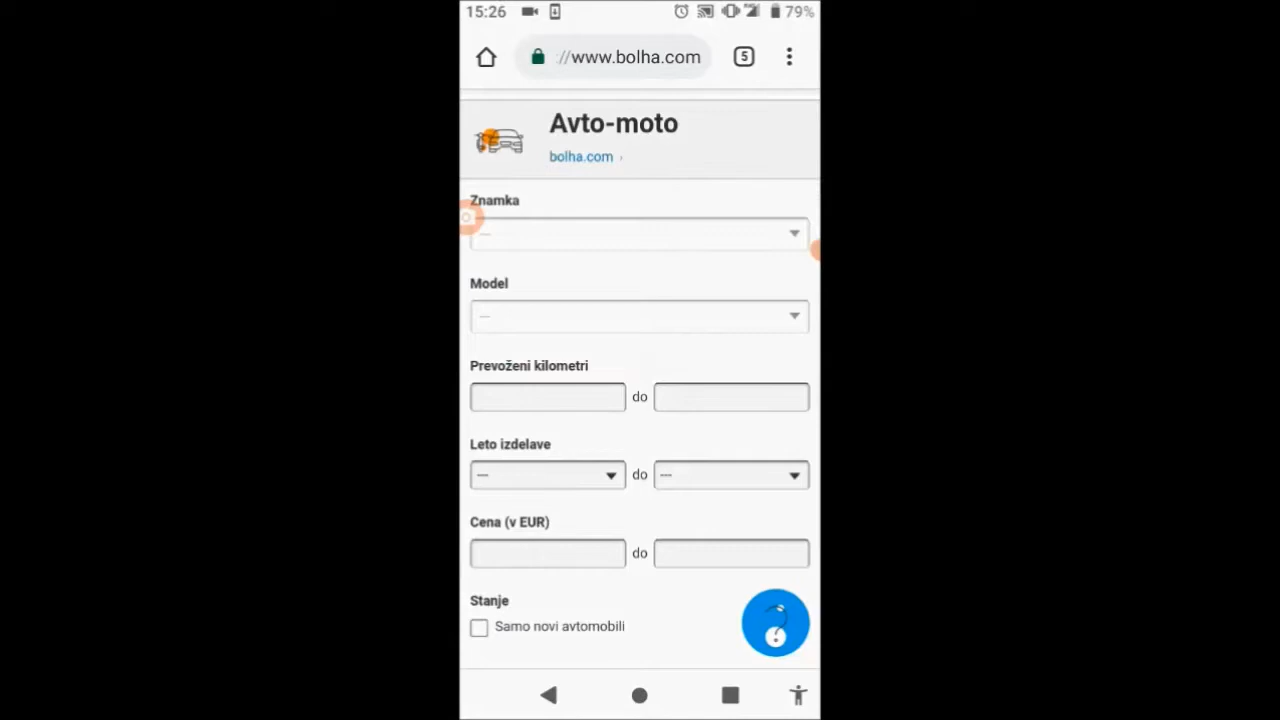 15:26 79%
://www.bolha.com 5
Avto-moto
bolha.com ›
Znamka
---
Model
---
Prevoženi kilometri
do
Leto izdelave
--- do ---
Cena (v EUR)
do
Stanje
Samo novi avtomobili